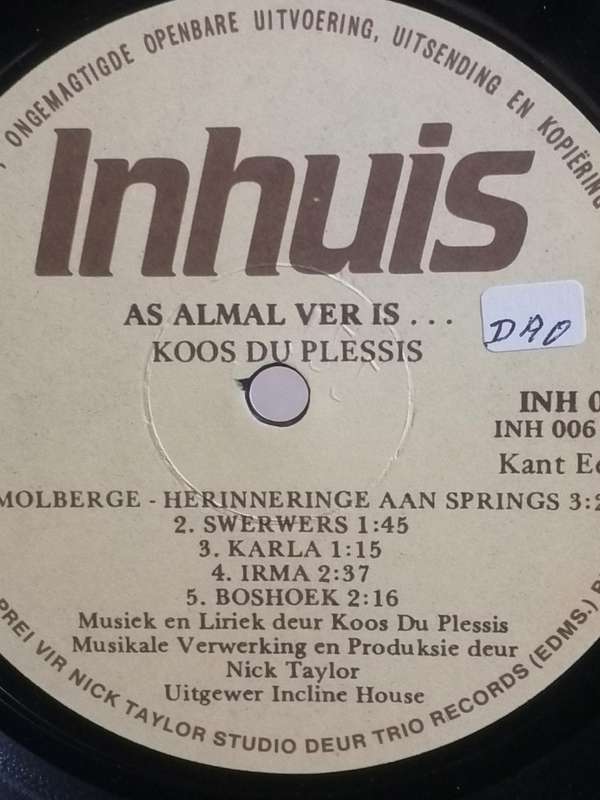 ONGEMAGTIGDE OPENBARE UITVOERING, UITSENDING EN KOPIËRING
Inhuis
AS ALMAL VER IS . . .
KOOS DU PLESSIS
DAO
INH
INH 006
Kant
MOLBERGE - HERINNERINGE AAN SPRINGS 3:2
2. SWERWERS 1:45
3. KARLA 1:15
4. IRMA 2:37
5. BOSHOEK 2:16
Musiek en Liriek deur Koos Du Plessis
Musikale Verwerking en Produksie deur
Nick Taylor
Uitgewer Incline House
VIR NICK TAYLOR STUDIO DEUR TRIO RECORDS (EDMS.)